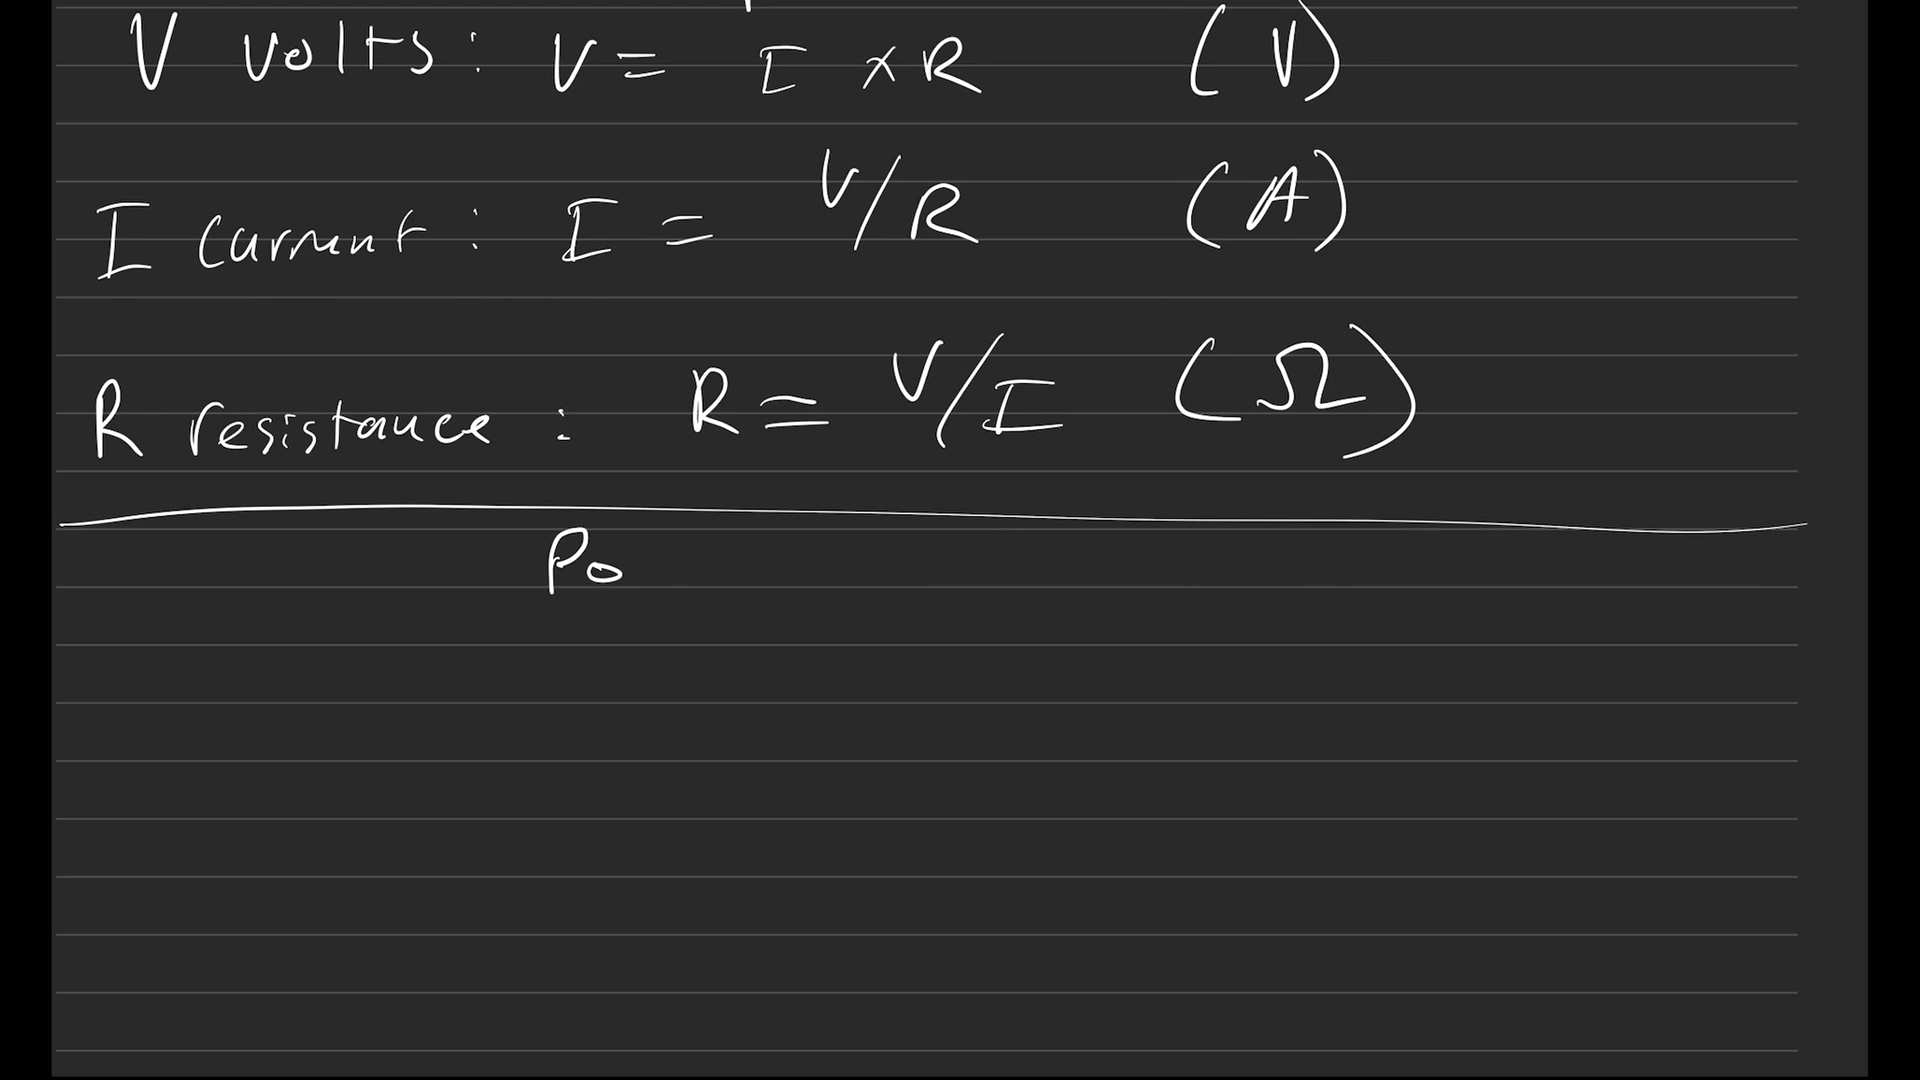 V volts: V = I × R (V)
I current: I = V/R (A)
R resistance: R = V/I (Ω)
Po